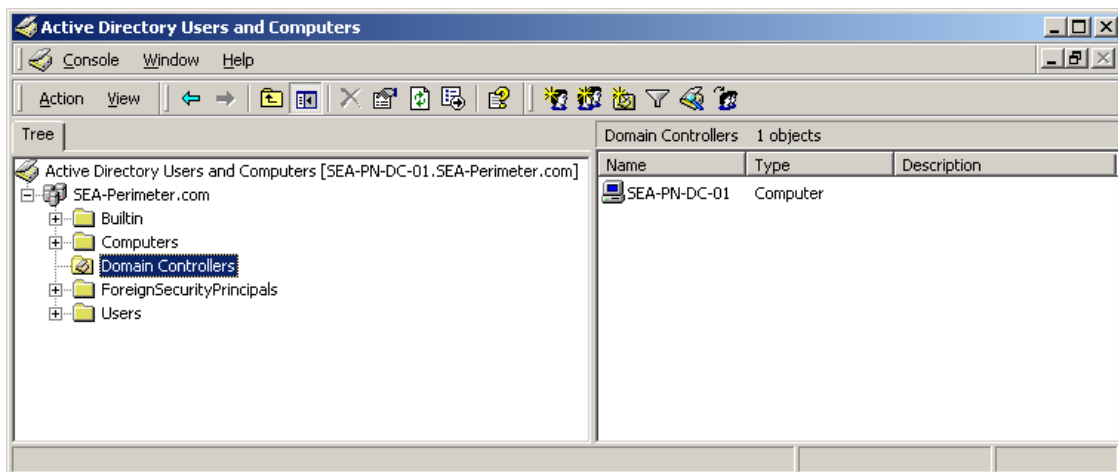 Active Directory Users and Computers
Console Window Help
Action View
Tree
Domain Controllers 1 objects
Active Directory Users and Computers [SEA-PN-DC-01.SEA-Perimeter.com]
SEA-Perimeter.com
Builtin
Computers
Domain Controllers
ForeignSecurityPrincipals
Users
Name Type Description
SEA-PN-DC-01 Computer